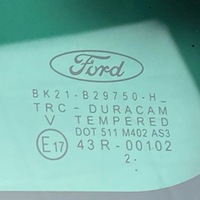 Ford
BK21-B29750-H_
TRC - DURACAM
V TEMPERED
DOT 511 M402 AS3
E17 43R-00102
2.